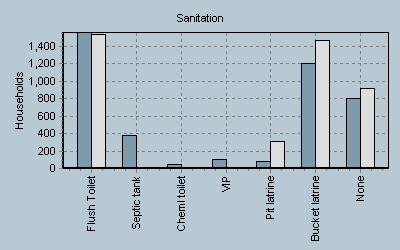 Sanitation
Households
1,400
1,200
1,000
800
600
400
200
0
Flush Toilet
Septic tank
Cheml toilet
VIP
Pit latrine
Bucket latrine
None